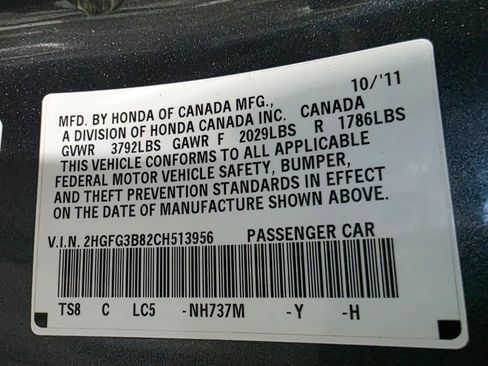 10/'11
MFD. BY HONDA OF CANADA MFG.,
A DIVISION OF HONDA CANADA INC. CANADA
GVWR 3792LBS GAWR F 2029LBS R 1786LBS
THIS VEHICLE CONFORMS TO ALL APPLICABLE
FEDERAL MOTOR VEHICLE SAFETY, BUMPER,
AND THEFT PREVENTION STANDARDS IN EFFECT
ON THE DATE OF MANUFACTURE SHOWN ABOVE.
V.I.N. 2HGFG3B82CH513956 PASSENGER CAR
TS8 C LC5 -NH737M -Y -H